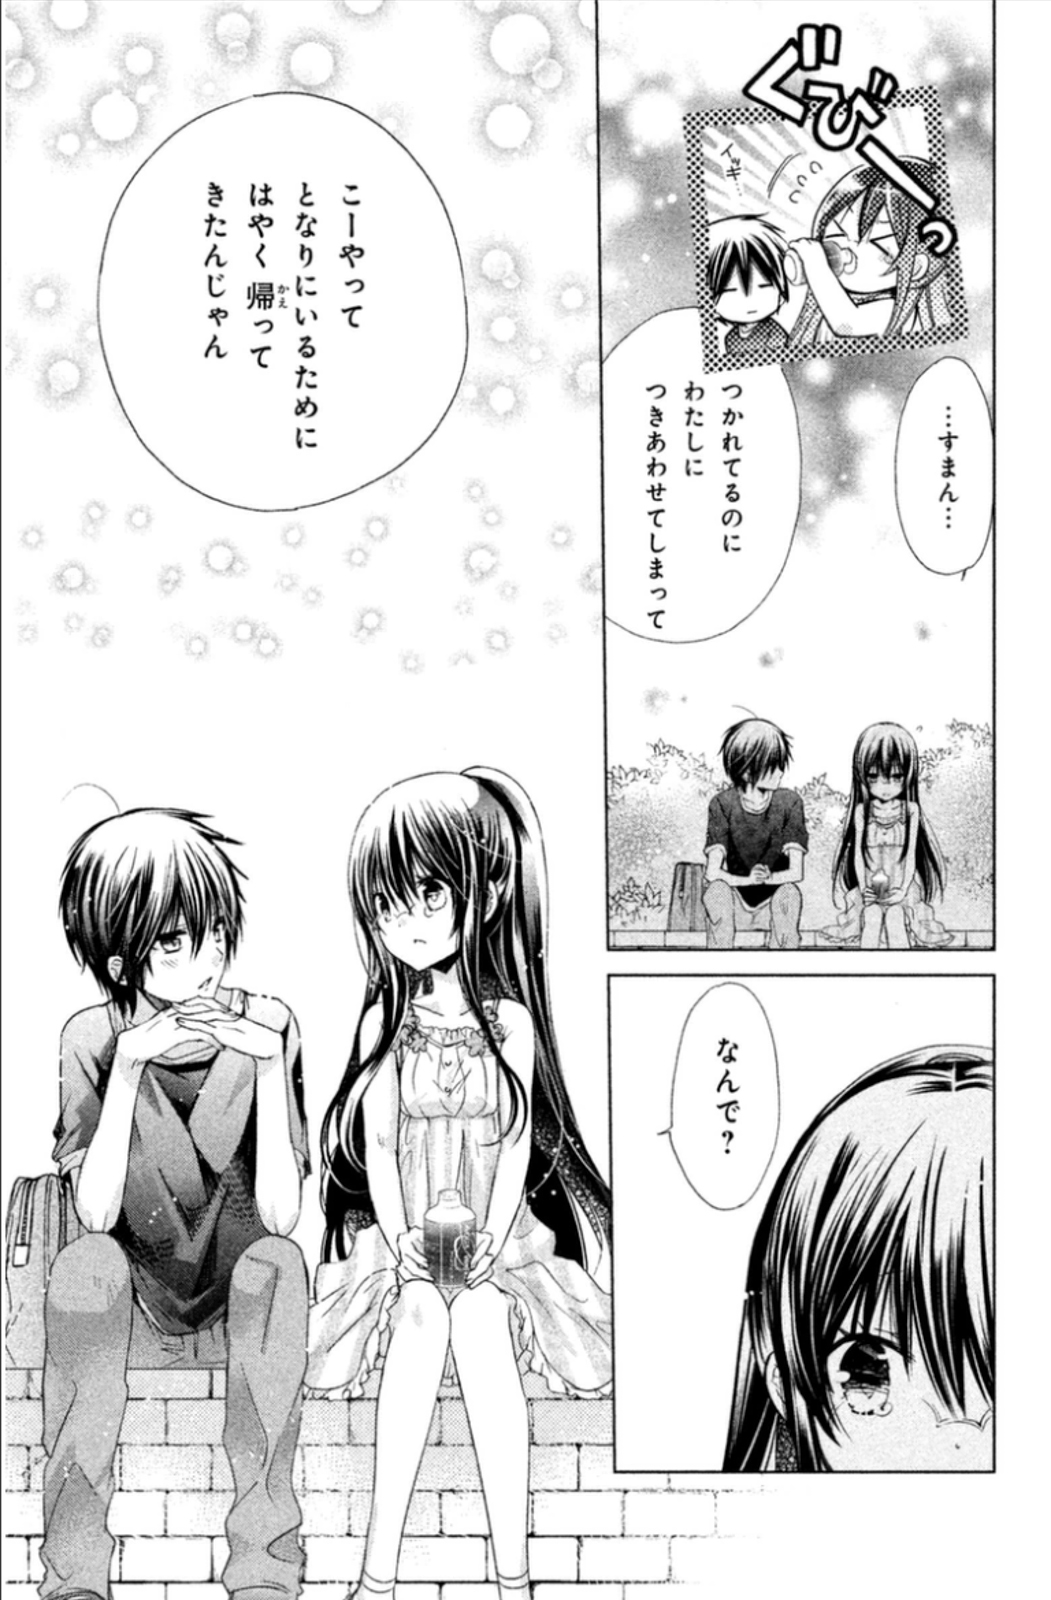 ぐびーっ
イッキ…
…すまん…
つかれてるのに
わたしに
つきあわせてしまって
なんで？
こーやって
となりにいるために
はやく帰って
かえ
きたんじゃん